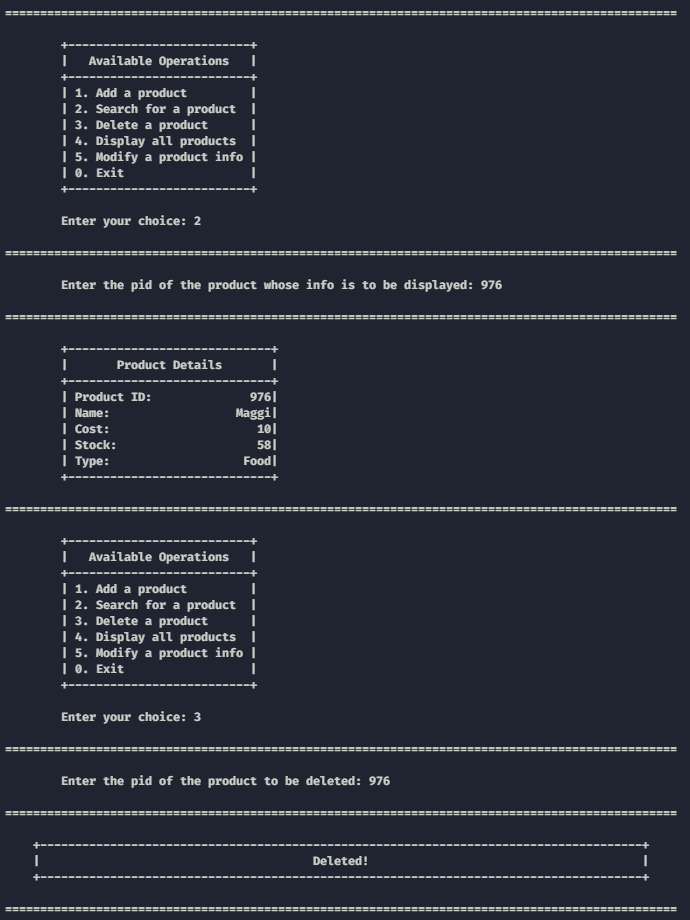 ================================================================================================
+--------------------------+
|   Available Operations   |
+--------------------------+
| 1. Add a product         |
| 2. Search for a product  |
| 3. Delete a product      |
| 4. Display all products  |
| 5. Modify a product info |
| 0. Exit                  |
+--------------------------+
Enter your choice: 2
================================================================================================
Enter the pid of the product whose info is to be displayed: 976
================================================================================================
+-----------------------------+
|       Product Details       |
+-----------------------------+
| Product ID:              976|
| Name:                  Maggi|
| Cost:                     10|
| Stock:                    58|
| Type:                   Food|
+-----------------------------+
================================================================================================
+--------------------------+
|   Available Operations   |
+--------------------------+
| 1. Add a product         |
| 2. Search for a product  |
| 3. Delete a product      |
| 4. Display all products  |
| 5. Modify a product info |
| 0. Exit                  |
+--------------------------+
Enter your choice: 3
================================================================================================
Enter the pid of the product to be deleted: 976
================================================================================================
+--------------------------------------------------------------------------------------+
|                                       Deleted!                                       |
+--------------------------------------------------------------------------------------+
================================================================================================